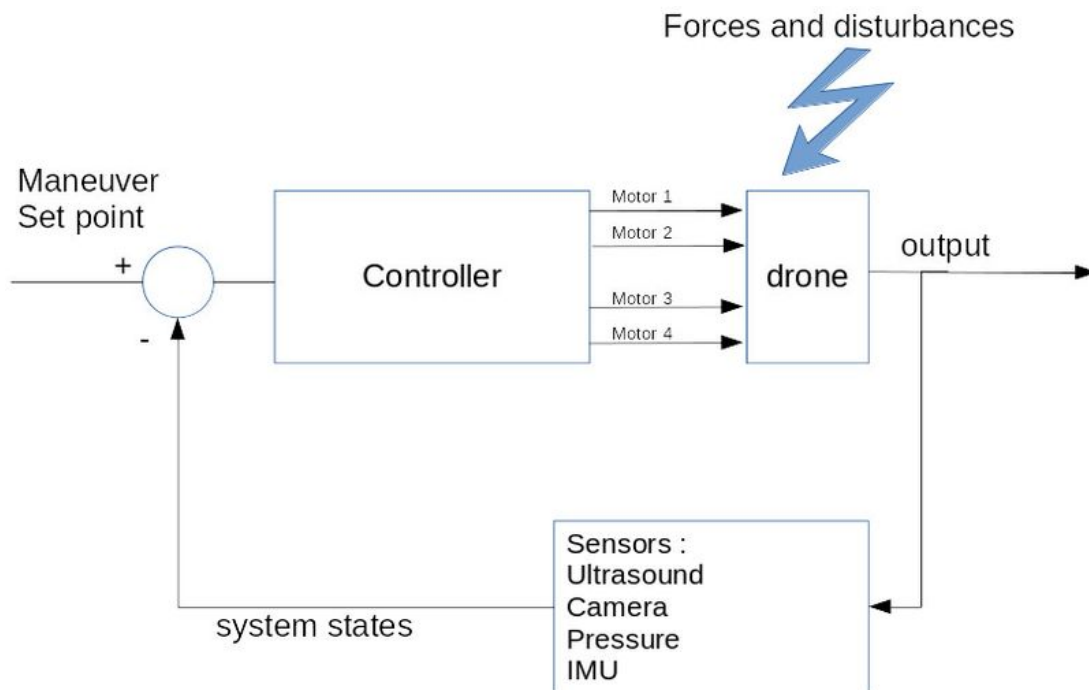 Forces and disturbances
Maneuver
Set point
+
-
Controller
Motor 1
Motor 2
Motor 3
Motor 4
drone
output
Sensors :
Ultrasound
Camera
Pressure
IMU
system states